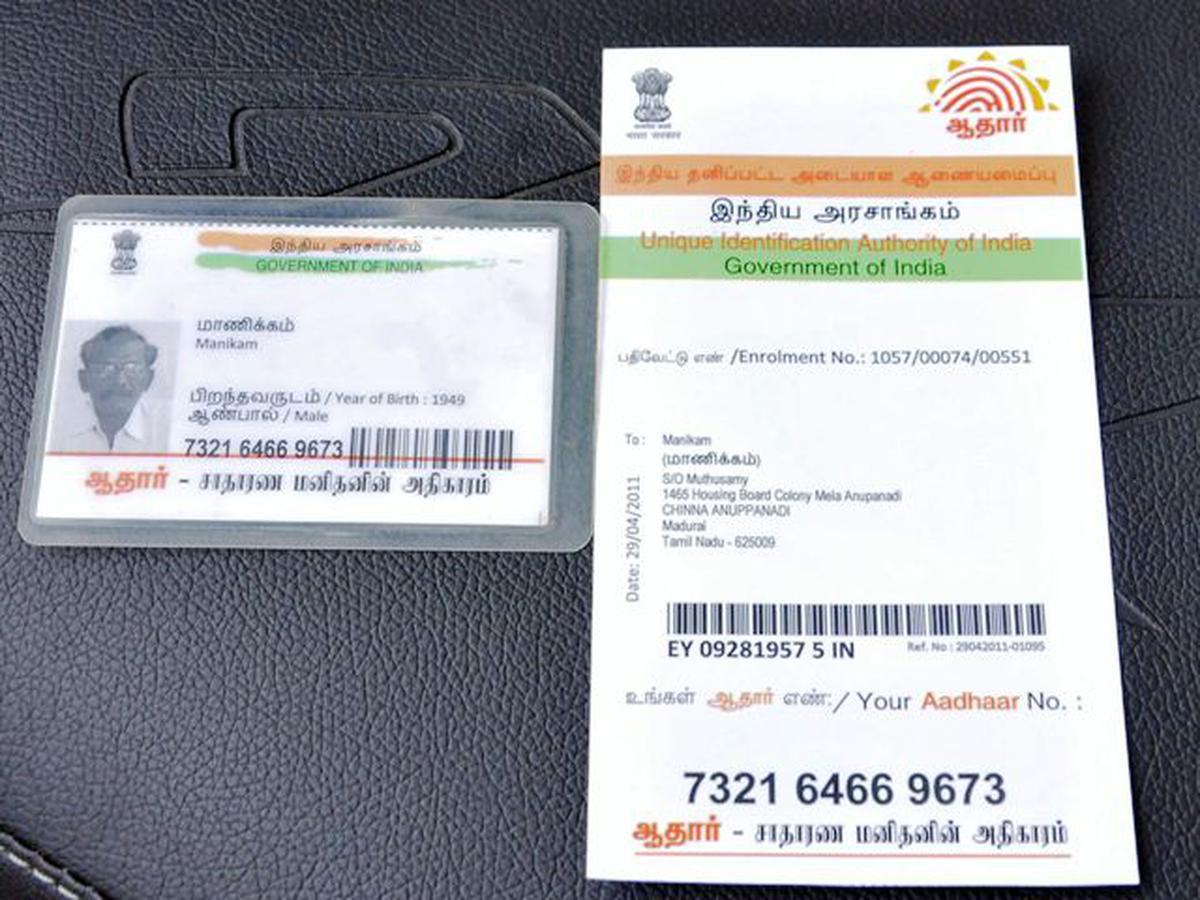 இந்திய அரசாங்கம்
GOVERNMENT OF INDIA
மாணிக்கம்
Manikam
பிறந்தவருடம் / Year of Birth : 1949
ஆண்பால் / Male
7321 6466 9673
ஆதார் - சாதாரண மனிதனின் அதிகாரம்
भारत सरकार
ஆதார்
இந்திய தனிப்பட்ட அடையாள ஆணையமைப்பு
இந்திய அரசாங்கம்
Unique Identification Authority of India
Government of India
பதிவேட்டு எண் /Enrolment No.: 1057/00074/00551
To : Manikam
(மாணிக்கம்)
S/O Muthusamy
1465 Housing Board Colony Mela Anupanadi
CHINNA ANUPPANADI
Madurai
Tamil Nadu - 625009
Date: 29/04/2011
EY 09281957 5 IN
Ref. No : 29042011-01095
உங்கள் ஆதார் எண்:/ Your Aadhaar No. :
7321 6466 9673
ஆதார் - சாதாரண மனிதனின் அதிகாரம்